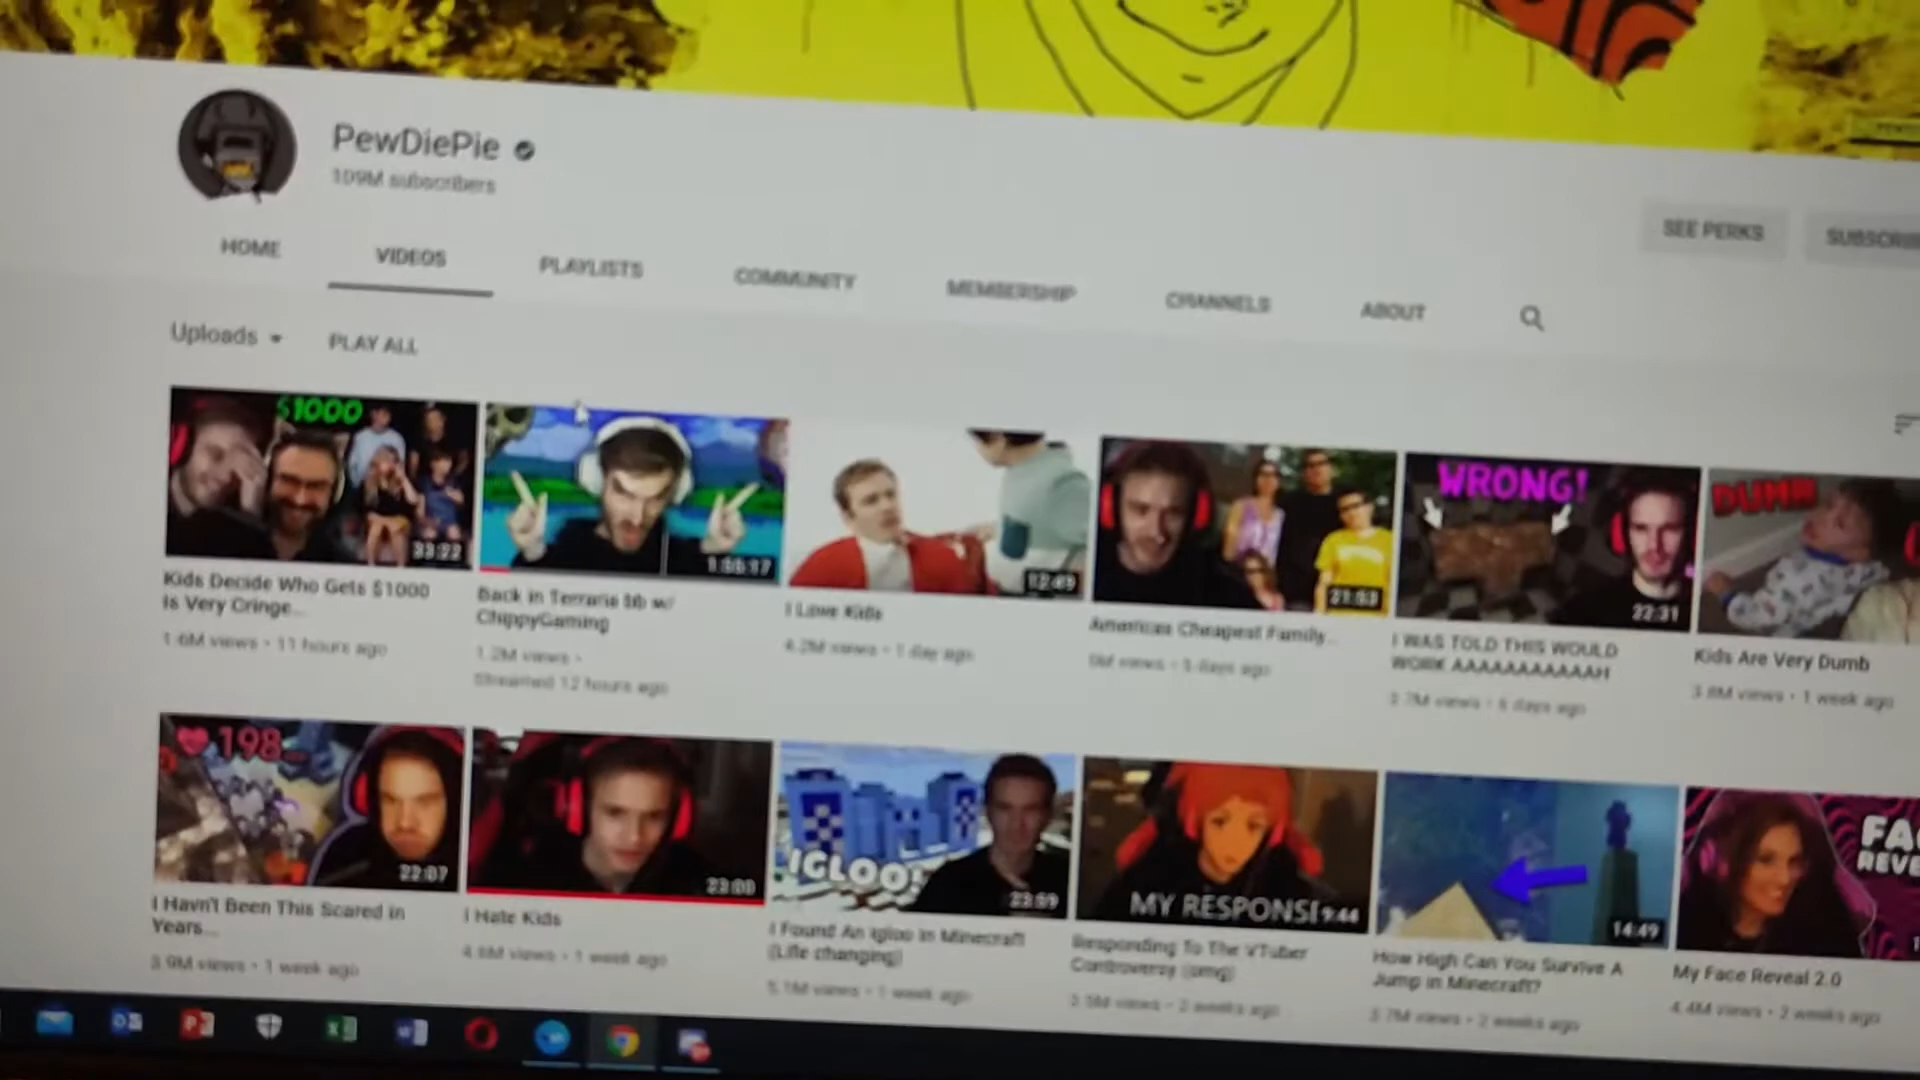 PewDiePie
109M subscribers
SEE PERKS
SUBSCRIB
HOME
VIDEOS
PLAYLISTS
COMMUNITY
MEMBERSHIP
CHANNELS
ABOUT
Uploads
PLAY ALL
$1000
33:22
Kids Decide Who Gets $1000
Is Very Cringe...
1.6M views • 11 hours ago
1:55:17
Back in Terraria bb w/
ChippyGaming
1.2M views •
Streamed 12 hours ago
12:49
I Love Kids
4.2M views • 1 day ago
21:53
Americas Cheapest Family...
views • 5 days ago
WRONG!
22:31
I WAS TOLD THIS WOULD
WORK AAAAAAAAAAAAH
3.7M views • 6 days ago
DUMB
Kids Are Very Dumb
3.8M views • 1 week ago
198
22:07
I Havn't Been This Scared in
Years...
3.9M views • 1 week ago
23:00
I Hate Kids
4.8M views • 1 week ago
IGLOO!
23:59
I Found An Igloo In Minecraft
(Life changing)
5.1M views • 1 week ago
MY RESPONSE
9:44
Responding To The VTuber
Controversy (omg)
3.5M views • 2 weeks ago
14:49
How High Can You Survive A
Jump in Minecraft?
3.7M views • 2 weeks ago
FA
REVE
My Face Reveal 2.0
4.4M views • 2 weeks ago